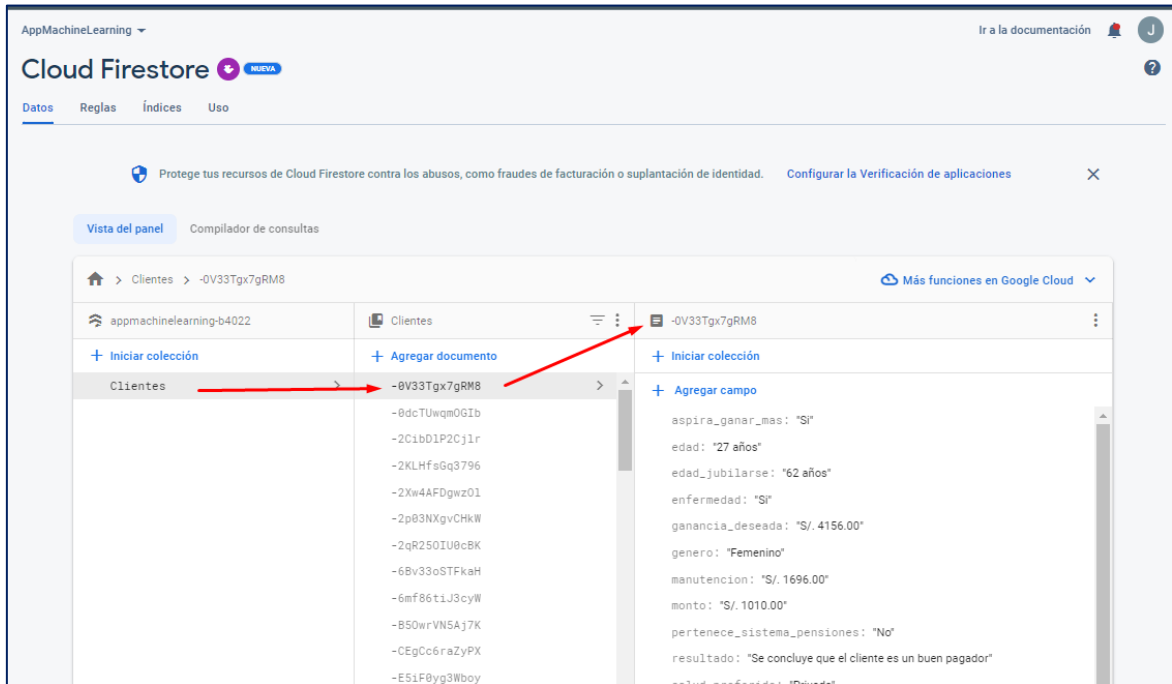 AppMachineLearning
Ir a la documentación
J
Cloud Firestore NUEVA
Datos Reglas Índices Uso
Protege tus recursos de Cloud Firestore contra los abusos, como fraudes de facturación o suplantación de identidad. Configurar la Verificación de aplicaciones
Vista del panel Compilador de consultas
> Clientes > -0V33Tgx7gRM8
Más funciones en Google Cloud
appmachinelearning-b4022
Clientes
-0V33Tgx7gRM8
+ Iniciar colección
+ Agregar documento
+ Iniciar colección
Clientes
-0V33Tgx7gRM8
-0dcTUwqmOGIb
-2CibDlP2Cjlr
-2KLHfsGq3796
-2Xw4AFDgwzOl
-2p03NXgvCHkW
-2qR25OIU0cBK
-6Bv33oSTFkaH
-6mf86tiJ3cyW
-B5OwrVN5Aj7K
-CEgCc6raZyPX
-E5iF0yg3Wboy
+ Agregar campo
aspira_ganar_mas: "Si"
edad: "27 años"
edad_jubilarse: "62 años"
enfermedad: "Si"
ganancia_deseada: "S/. 4156.00"
genero: "Femenino"
manutencion: "S/. 1696.00"
monto: "S/. 1010.00"
pertenece_sistema_pensiones: "No"
resultado: "Se concluye que el cliente es un buen pagador"